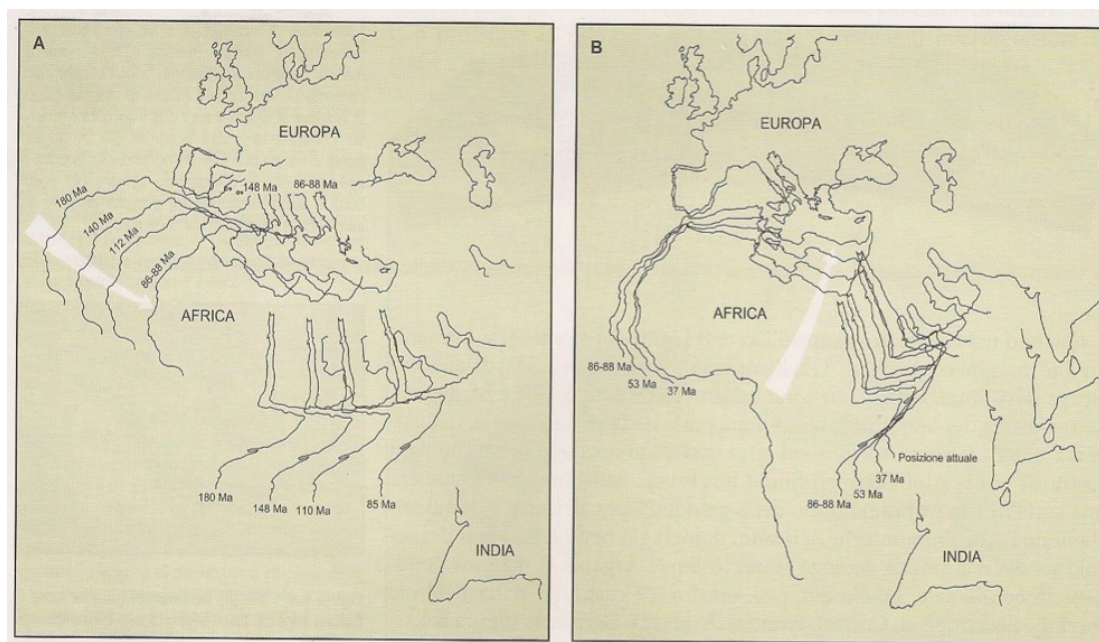 A
EUROPA
180 Ma
148 Ma
86-88 Ma
140 Ma
112 Ma
86-88 Ma
AFRICA
180 Ma
148 Ma
110 Ma
85 Ma
INDIA
B
EUROPA
AFRICA
86-88 Ma
53 Ma
37 Ma
Posizione attuale
37 Ma
53 Ma
86-88 Ma
INDIA